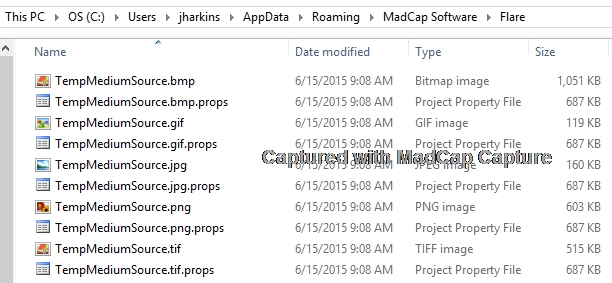 This PC > OS (C:) > Users > jharkins > AppData > Roaming > MadCap Software > Flare
Name Date modified Type Size
TempMediumSource.bmp 6/15/2015 9:08 AM Bitmap image 1,051 KB
TempMediumSource.bmp.props 6/15/2015 9:08 AM Project Property File 687 KB
TempMediumSource.gif 6/15/2015 9:08 AM GIF image 119 KB
TempMediumSource.gif.props 6/15/2015 9:08 AM Project Property File 687 KB
Captured with MadCap Capture
TempMediumSource.jpg 6/15/2015 9:08 AM JPEG image 160 KB
TempMediumSource.jpg.props 6/15/2015 9:08 AM Project Property File 687 KB
TempMediumSource.png 6/15/2015 9:08 AM PNG image 603 KB
TempMediumSource.png.props 6/15/2015 9:08 AM Project Property File 687 KB
TempMediumSource.tif 6/15/2015 9:08 AM TIFF image 515 KB
TempMediumSource.tif.props 6/15/2015 9:08 AM Project Property File 687 KB